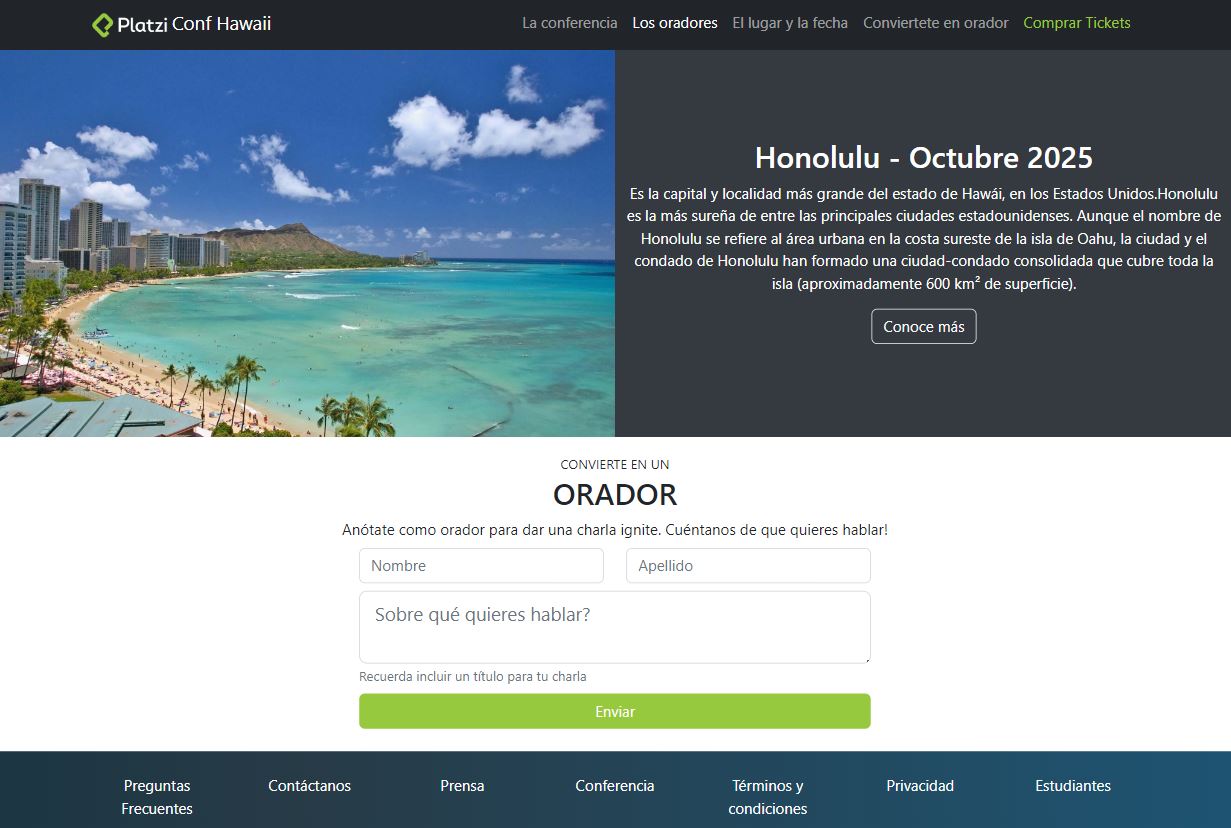 Platzi Conf Hawaii
La conferencia Los oradores El lugar y la fecha Conviertete en orador Comprar Tickets
Honolulu - Octubre 2025
Es la capital y localidad más grande del estado de Hawái, en los Estados Unidos.Honolulu
es la más sureña de entre las principales ciudades estadounidenses. Aunque el nombre de
Honolulu se refiere al área urbana en la costa sureste de la isla de Oahu, la ciudad y el
condado de Honolulu han formado una ciudad-condado consolidada que cubre toda la
isla (aproximadamente 600 km² de superficie).
Conoce más
CONVIERTE EN UN
ORADOR
Anótate como orador para dar una charla ignite. Cuéntanos de que quieres hablar!
Nombre Apellido
Sobre qué quieres hablar?
Recuerda incluir un título para tu charla
Enviar
Preguntas
Frecuentes
Contáctanos
Prensa
Conferencia
Términos y
condiciones
Privacidad
Estudiantes